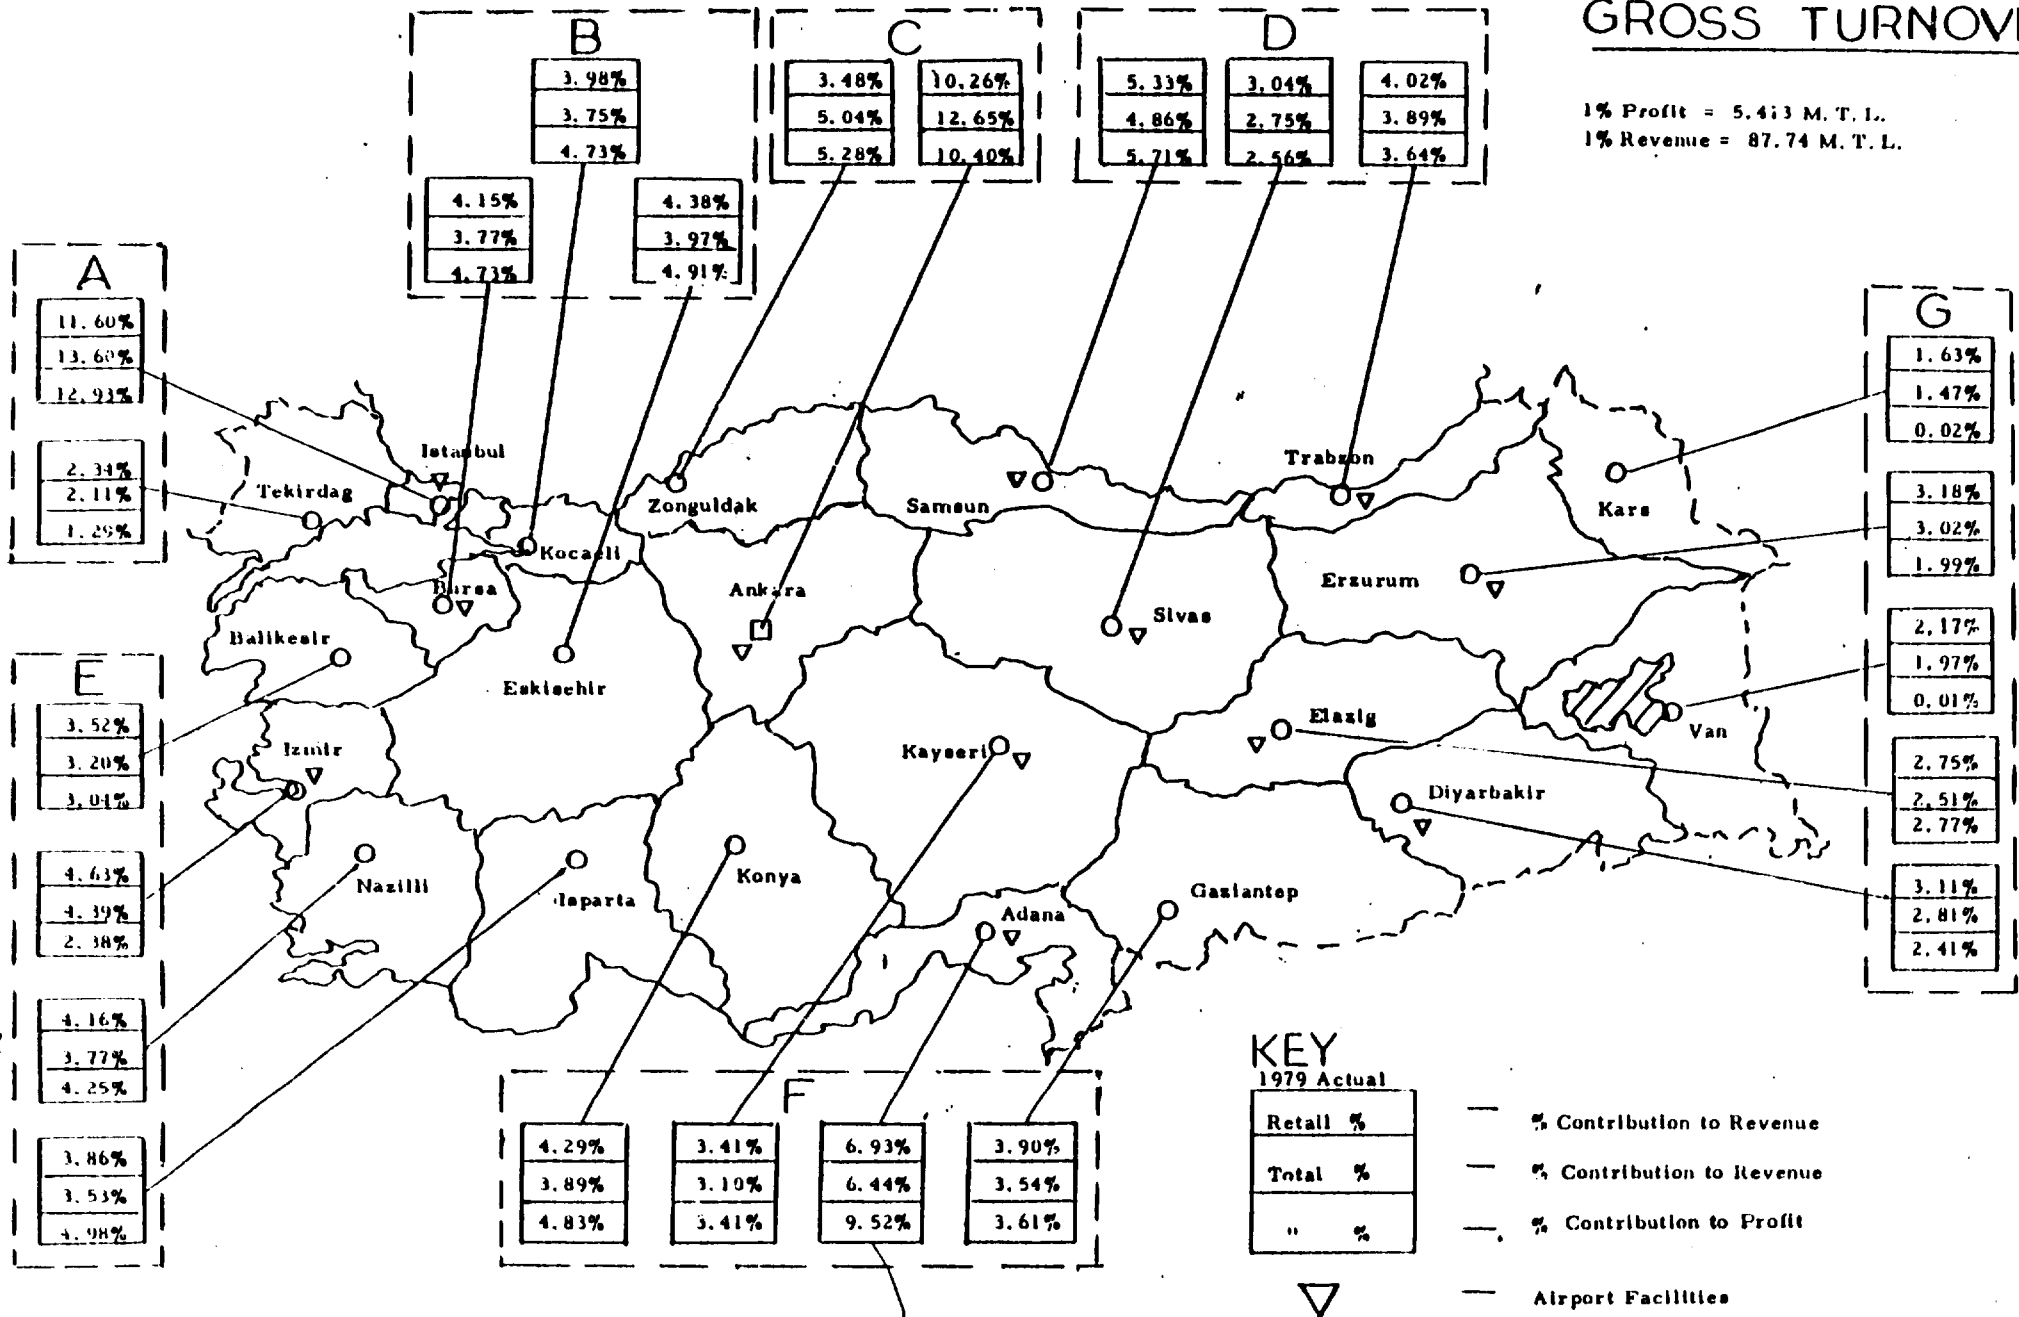 GROSS TURNOV
1% Profit = 5.413 M. T. L.
1% Revenue = 87.74 M. T. L.
B
3.98%
3.75%
4.73%
4.15%
3.77%
4.73%
4.38%
3.97%
4.91%
C
3.48%
5.04%
5.28%
10.26%
12.65%
10.40%
D
5.33%
4.86%
5.71%
3.04%
2.75%
2.56%
4.02%
3.89%
3.64%
A
11.60%
13.60%
12.93%
2.34%
2.11%
1.29%
G
1.63%
1.47%
0.02%
3.18%
3.02%
1.99%
2.17%
1.97%
0.01%
2.75%
2.51%
2.77%
3.11%
2.81%
2.41%
E
3.52%
3.20%
3.01%
4.63%
4.39%
2.38%
4.16%
3.77%
4.25%
3.86%
3.53%
4.98%
Istanbul
Tekirdag
Kocaeli
Bursa
Balikesir
Eskisehir
Izmir
Nazilli
Isparta
Zonguldak
Ankara
Konya
Samsun
Sivas
Kayseri
Adana
Trabzon
Erzurum
Elazig
Diyarbakir
Gaziantep
Kars
Van
F
4.29%
3.89%
4.83%
3.41%
3.10%
3.41%
6.93%
6.44%
9.52%
3.90%
3.54%
3.61%
KEY
1979 Actual
Retail % — % Contribution to Revenue
Total % — % Contribution to Revenue
" % — % Contribution to Profit
— Airport Facilities